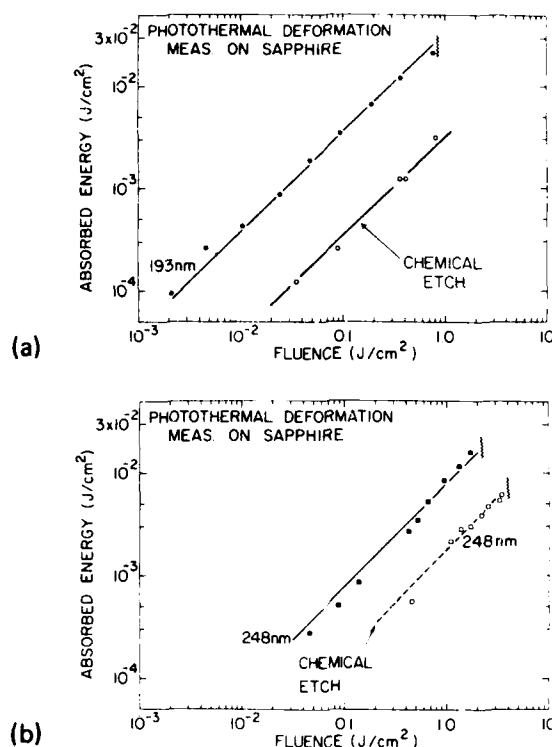 PHOTOTHERMAL DEFORMATION
MEAS. ON SAPPHIRE
3x10-2
10-2
10-3
10-4
ABSORBED ENERGY (J/cm2)
193nm
CHEMICAL
ETCH
10-3 10-2 0.1 1.0 10
FLUENCE (J/cm2)
(a)
PHOTOTHERMAL DEFORMATION
MEAS. ON SAPPHIRE
3x10-2
10-2
10-3
10-4
ABSORBED ENERGY (J/cm2)
248nm
248nm
CHEMICAL
ETCH
10-3 10-2 0.1 1.0 10
FLUENCE (J/cm2)
(b)